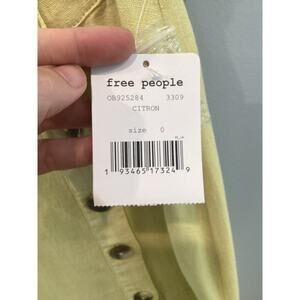 free people
OB925284 3309
CITRON
size 0
1 93465 17324 9